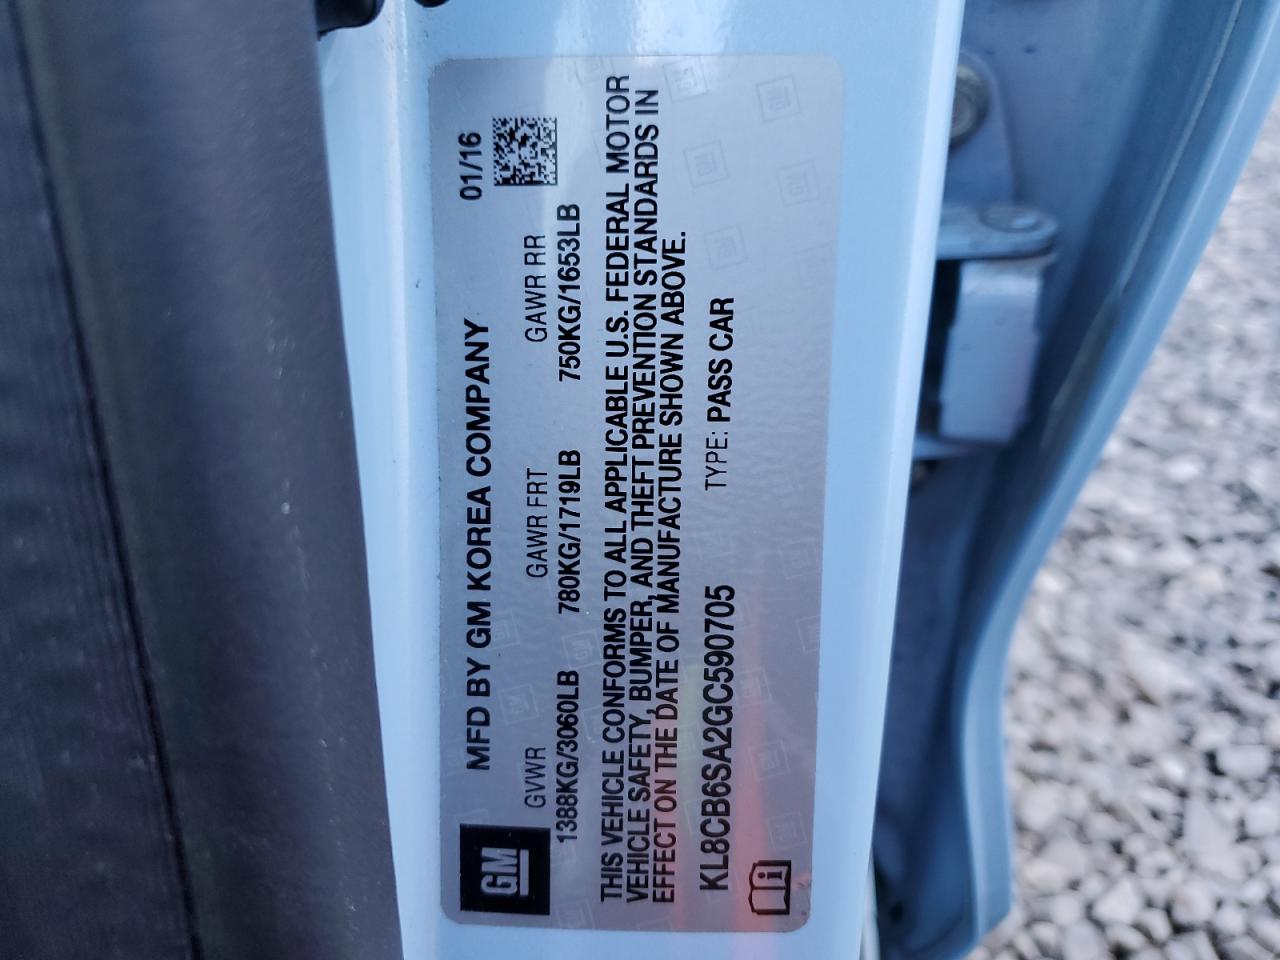 GM
MFD BY GM KOREA COMPANY 01/16
GVWR GAWR FRT GAWR RR
1388KG/3060LB 780KG/1719LB 750KG/1653LB
THIS VEHICLE CONFORMS TO ALL APPLICABLE U.S. FEDERAL MOTOR
VEHICLE SAFETY, BUMPER, AND THEFT PREVENTION STANDARDS IN
EFFECT ON THE DATE OF MANUFACTURE SHOWN ABOVE.
KL8CB6SA2GC590705 TYPE: PASS CAR